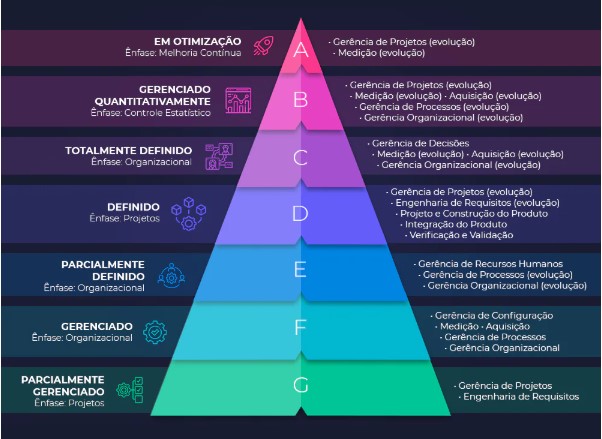 EM OTIMIZAÇÃO
Ênfase: Melhoria Contínua
A
· Gerência de Projetos (evolução)
· Medição (evolução)
GERENCIADO
QUANTITATIVAMENTE
Ênfase: Controle Estatístico
B
· Gerência de Projetos (evolução)
· Medição (evolução) · Aquisição (evolução)
· Gerência de Processos (evolução)
· Gerência Organizacional (evolução)
TOTALMENTE DEFINIDO
Ênfase: Organizacional
C
· Gerência de Decisões
· Medição (evolução) · Aquisição (evolução)
· Gerência Organizacional (evolução)
DEFINIDO
Ênfase: Projetos
D
· Gerência de Projetos (evolução)
· Engenharia de Requisitos (evolução)
· Projeto e Construção do Produto
· Integração do Produto
· Verificação e Validação
PARCIALMENTE
DEFINIDO
Ênfase: Organizacional
E
· Gerência de Recursos Humanos
· Gerência de Processos (evolução)
· Gerência Organizacional (evolução)
GERENCIADO
Ênfase: Organizacional
F
· Gerência de Configuração
· Medição · Aquisição
· Gerência de Processos
· Gerência Organizacional
PARCIALMENTE
GERENCIADO
Ênfase: Projetos
G
· Gerência de Projetos
· Engenharia de Requisitos